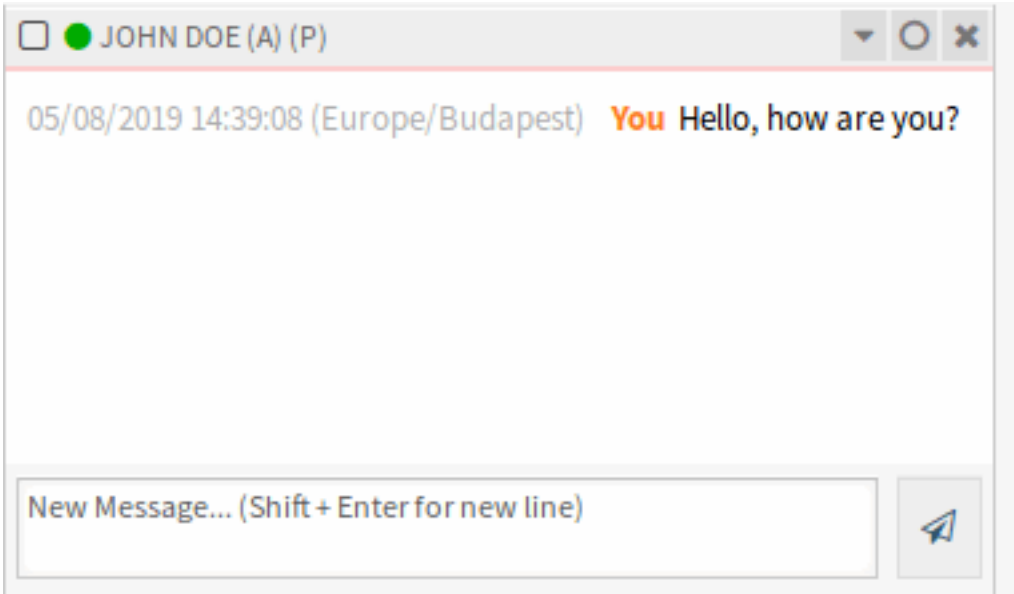 JOHN DOE (A) (P)
05/08/2019 14:39:08 (Europe/Budapest) You Hello, how are you?
New Message... (Shift + Enter for new line)